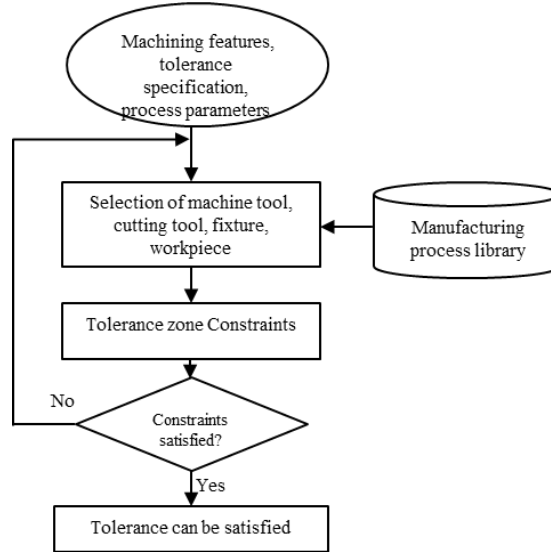 Machining features,
tolerance
specification,
process parameters
Selection of machine tool,
cutting tool, fixture,
workpiece
Manufacturing
process library
Tolerance zone Constraints
No
Constraints
satisfied?
Yes
Tolerance can be satisfied